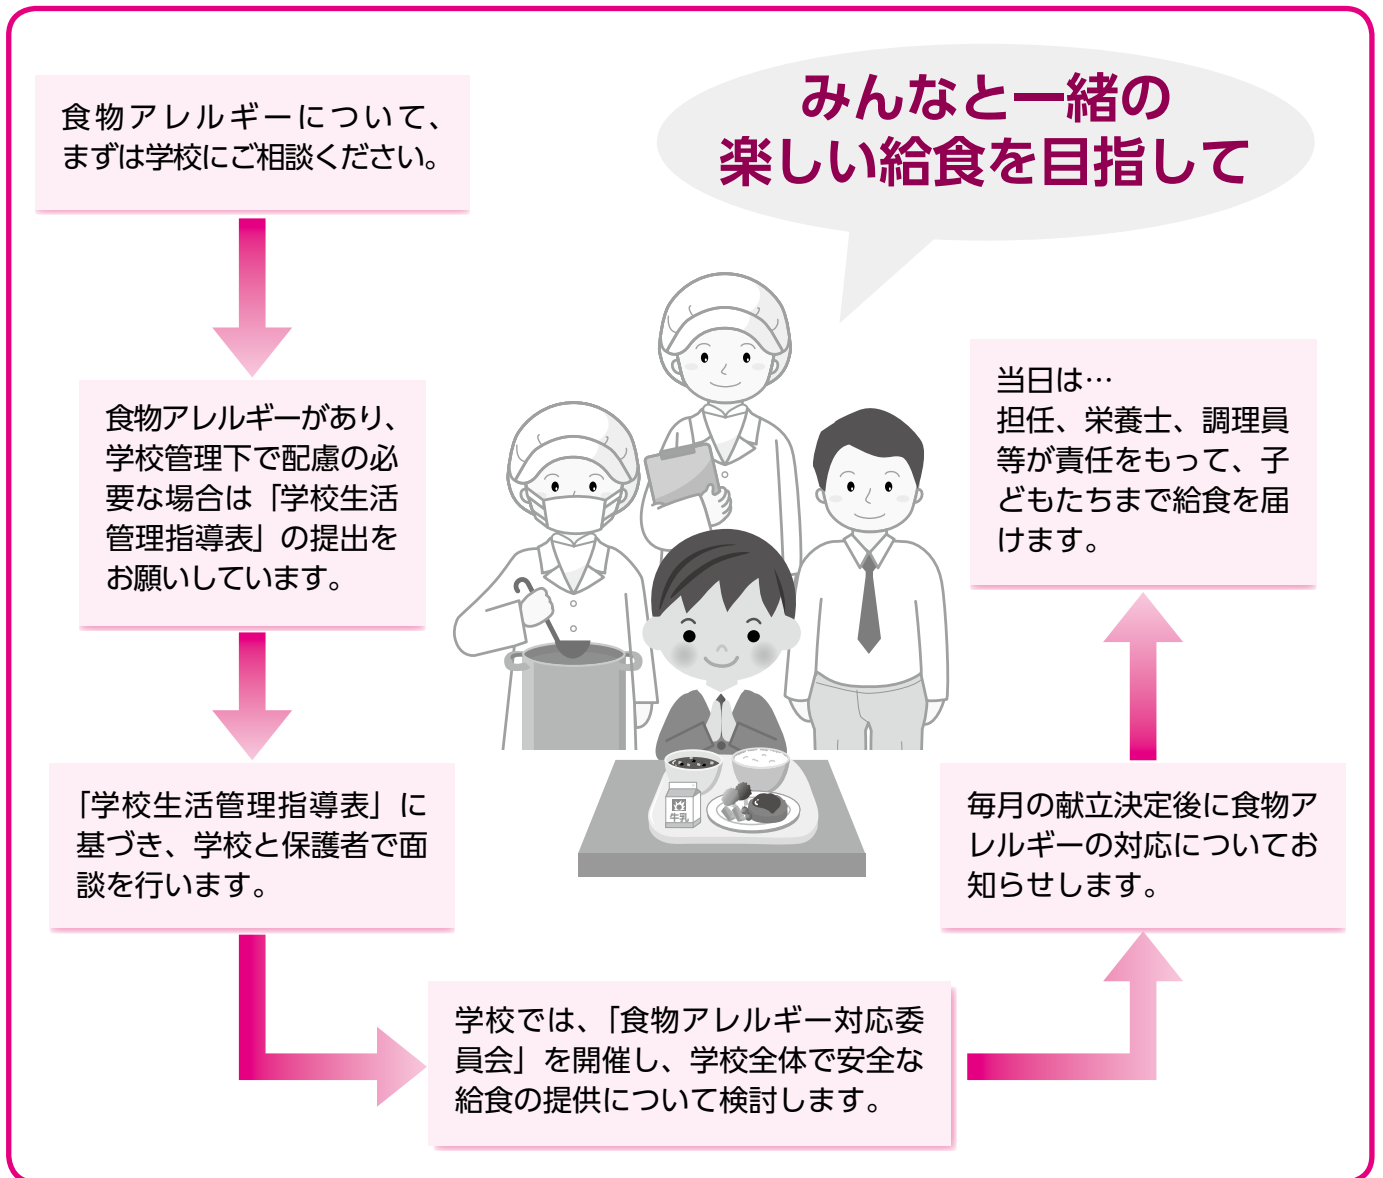 みんなと一緒の
楽しい給食を目指して
食物アレルギーについて、
まずは学校にご相談ください。
食物アレルギーがあり、
学校管理下で配慮の必
要な場合は「学校生活
管理指導表」の提出を
お願いしています。
「学校生活管理指導表」に
基づき、学校と保護者で面
談を行います。
学校では、「食物アレルギー対応委
員会」を開催し、学校全体で安全な
給食の提供について検討します。
毎月の献立決定後に食物ア
レルギーの対応についてお
知らせします。
当日は…
担任、栄養士、調理員
等が責任をもって、子
どもたちまで給食を届
けます。
牛乳